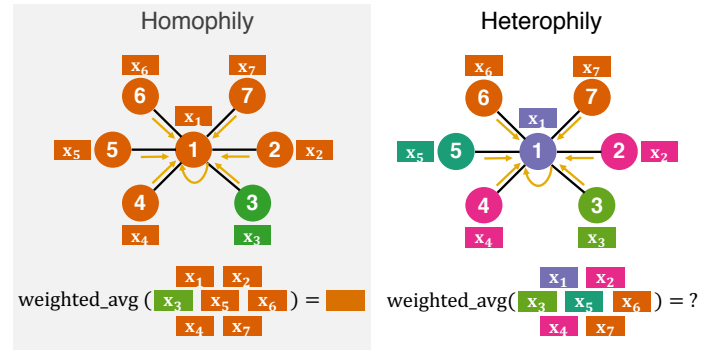 Homophily
x₆ x₇
6 7
x₁
x₅ 5 1 2 x₂
4 3
x₄ x₃
x₁ x₂
weighted_avg ( x₃ x₅ x₆ ) =
x₄ x₇
Heterophily
x₆ x₇
6 7
x₁
x₅ 5 1 2 x₂
4 3
x₄ x₃
x₁ x₂
weighted_avg( x₃ x₅ x₆ ) = ?
x₄ x₇